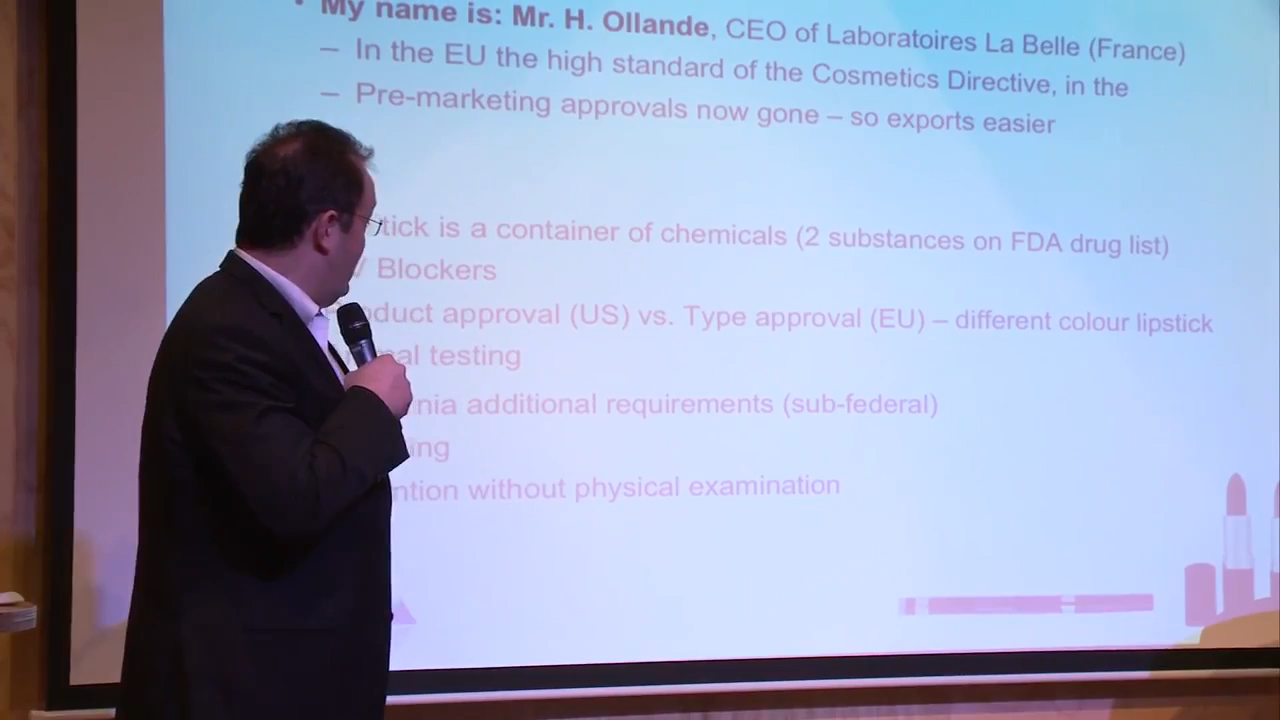 • My name is: Mr. H. Ollande, CEO of Laboratoires La Belle (France)
– In the EU the high standard of the Cosmetics Directive, in the
– Pre-marketing approvals now gone – so exports easier
tick is a container of chemicals (2 substances on FDA drug list)
Blockers
duct approval (US) vs. Type approval (EU) – different colour lipstick
al testing
nia additional requirements (sub-federal)
ing
ntion without physical examination